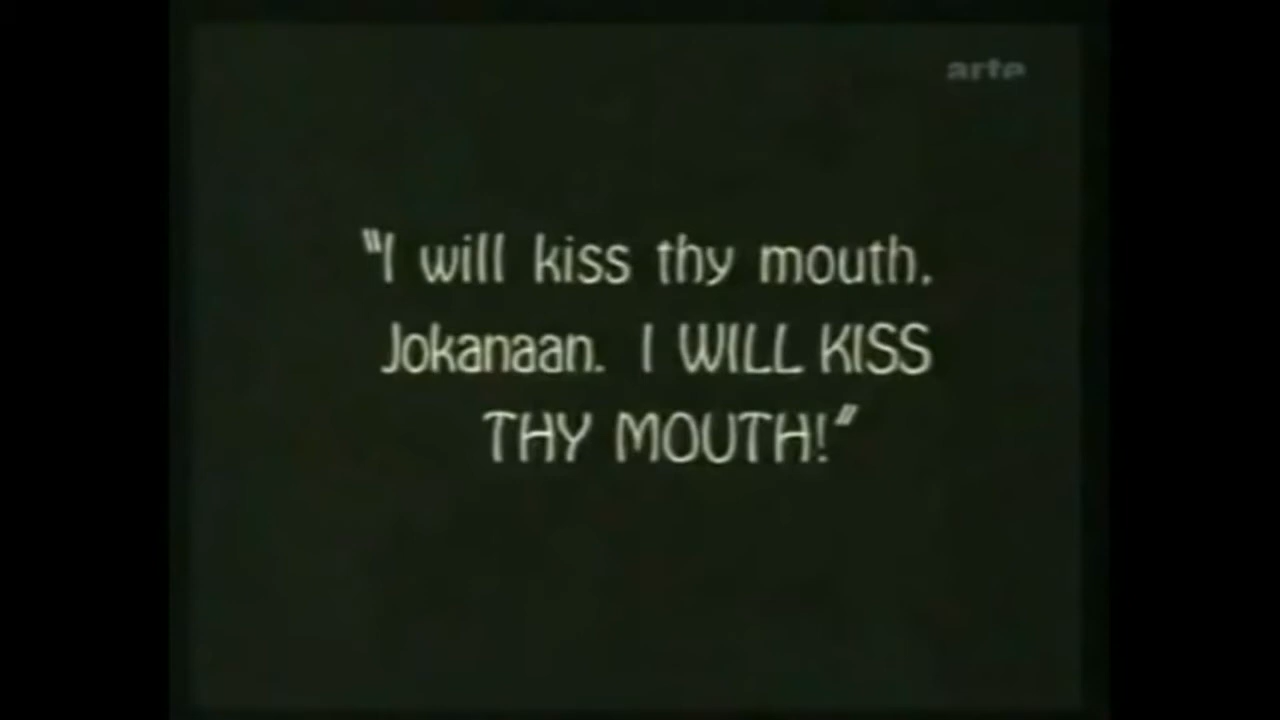 arte
"I will kiss thy mouth.
Jokanaan. I WILL KISS
THY MOUTH!"